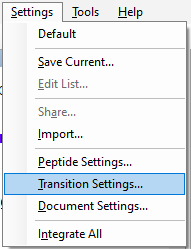 Settings Tools Help
Default
Save Current...
Edit List...
Share...
Import...
Peptide Settings...
Transition Settings...
Document Settings...
Integrate All